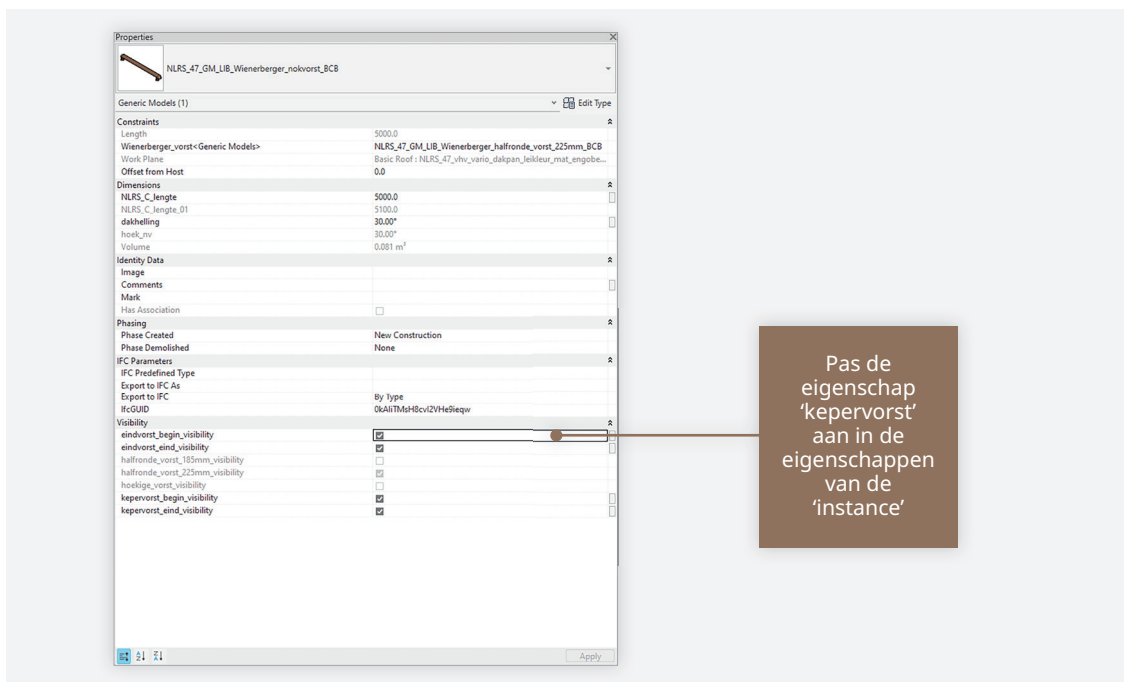 Properties
NLRS_47_GM_LIB_Wienerberger_nokvorst_BCB
Generic Models (1) Edit Type
Constraints
Length 5000.0
Wienerberger_vorst<Generic Models> NLRS_47_GM_LIB_Wienerberger_halfronde_vorst_225mm_BCB
Work Plane Basic Roof : NLRS_47_vhv_vario_dakpan_leikleur_mat_engobe...
Offset from Host 0.0
Dimensions
NLRS_C_lengte 5000.0
NLRS_C_lengte_01 5100.0
dakhelling 30.00°
hoek_nv 30.00°
Volume 0.081 m³
Identity Data
Image
Comments
Mark
Has Association
Phasing
Phase Created New Construction
Phase Demolished None
IFC Parameters
IFC Predefined Type
Export to IFC As
Export to IFC By Type
IfcGUID 0kAliTMsH8cvl2VHe9ieqw
Visibility
eindvorst_begin_visibility
eindvorst_eind_visibility
halfronde_vorst_185mm_visibility
halfronde_vorst_225mm_visibility
hoekige_vorst_visibility
kepervorst_begin_visibility
kepervorst_eind_visibility
Apply
Pas de
eigenschap
‘kepervorst’
aan in de
eigenschappen
van de
‘instance’